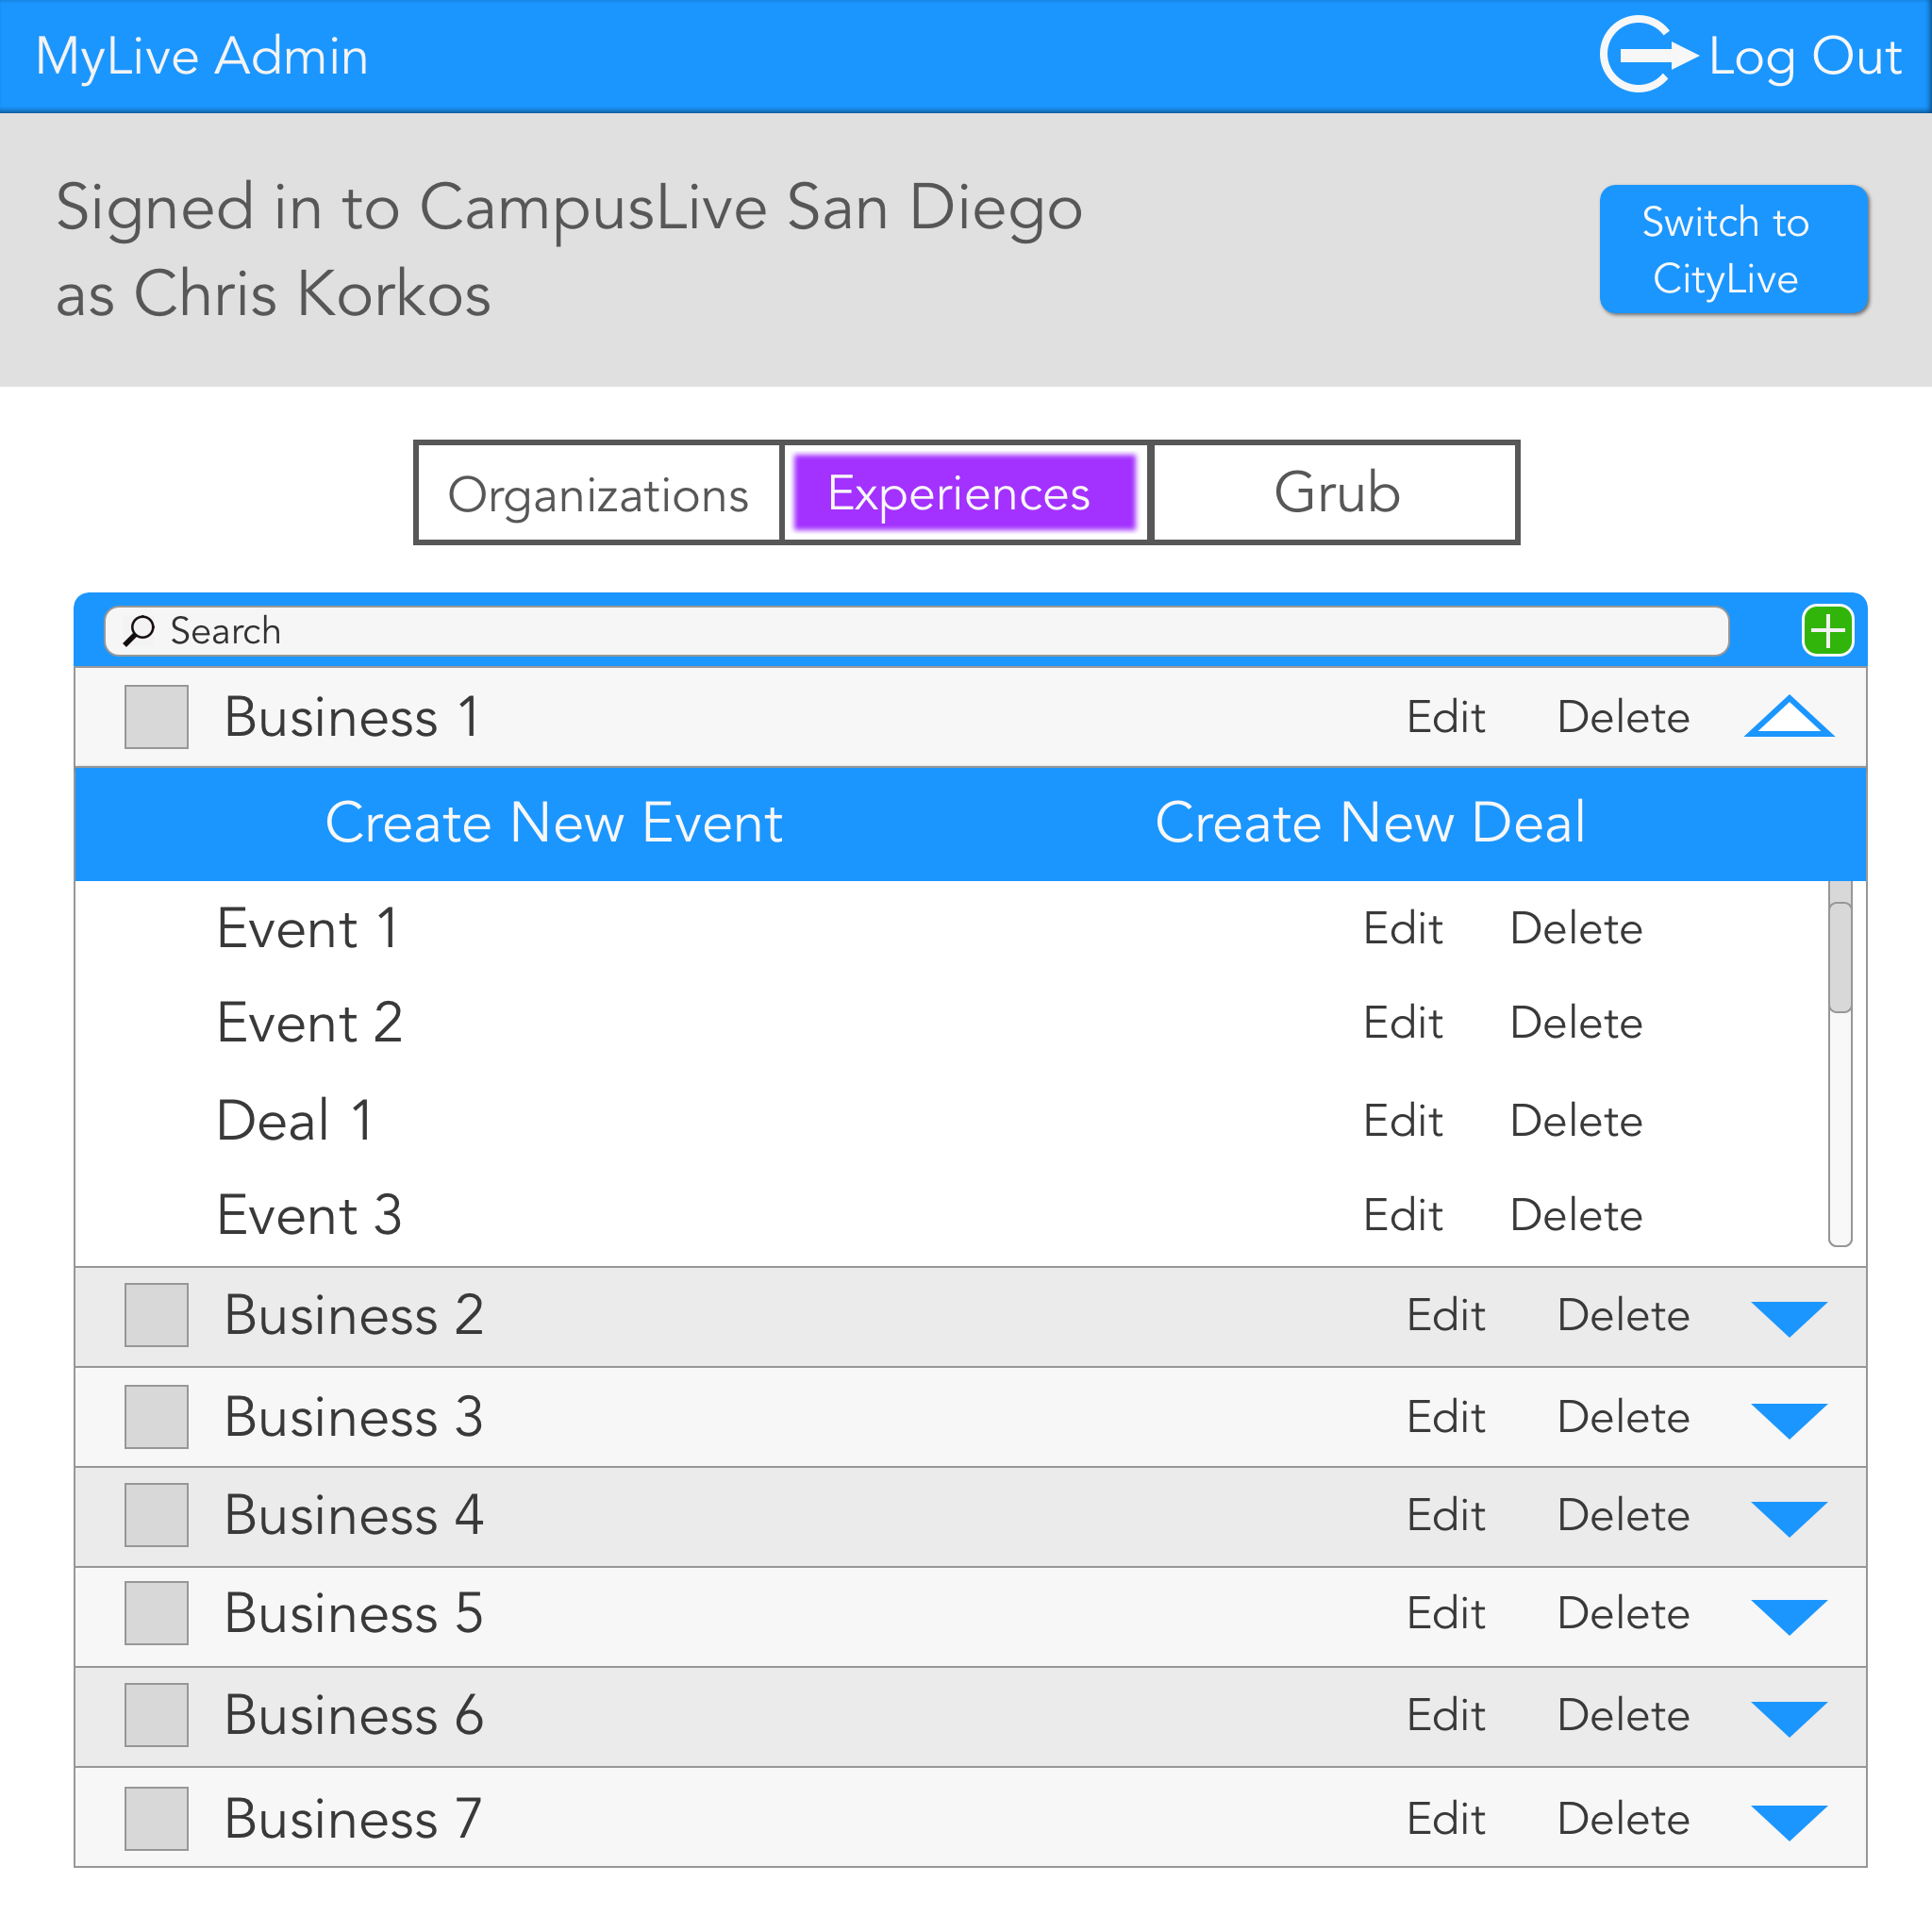 MyLive Admin
Log Out
Signed in to CampusLive San Diego
as Chris Korkos
Switch to
CityLive
Organizations
Experiences
Grub
Search
Business 1 Edit Delete
Create New Event Create New Deal
Event 1 Edit Delete
Event 2 Edit Delete
Deal 1 Edit Delete
Event 3 Edit Delete
Business 2 Edit Delete
Business 3 Edit Delete
Business 4 Edit Delete
Business 5 Edit Delete
Business 6 Edit Delete
Business 7 Edit Delete